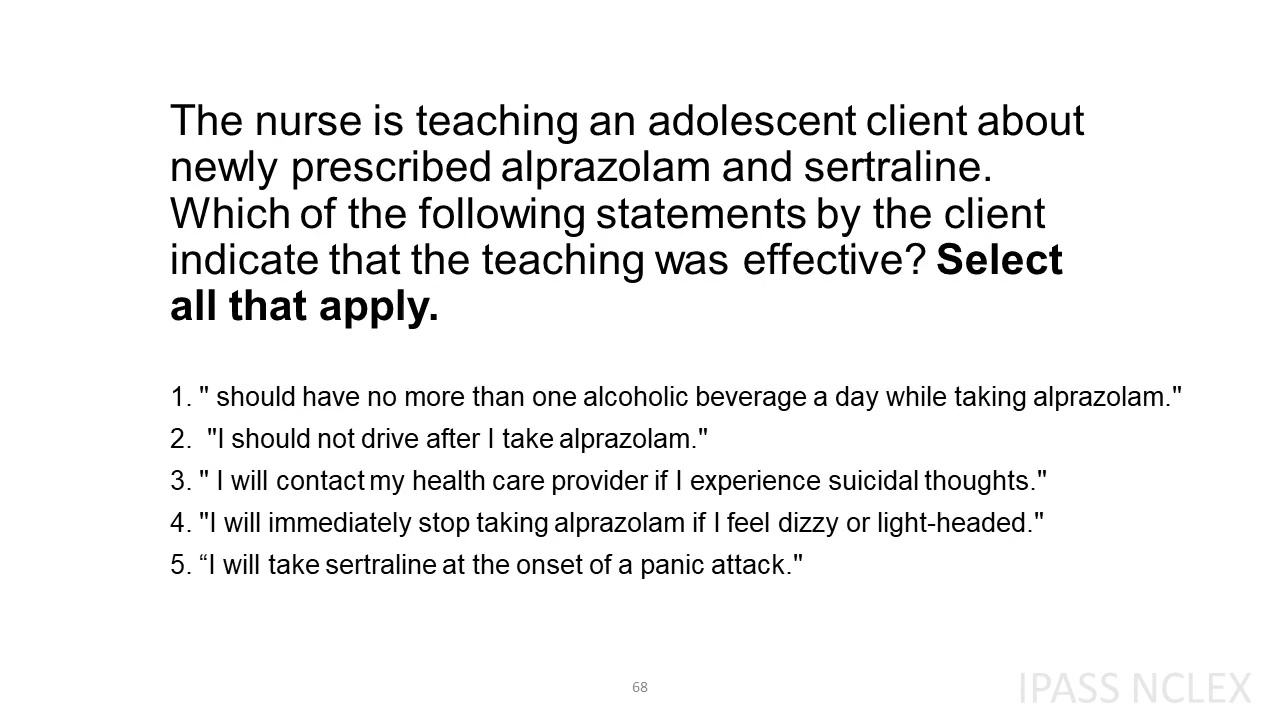 The nurse is teaching an adolescent client about
newly prescribed alprazolam and sertraline.
Which of the following statements by the client
indicate that the teaching was effective? Select
all that apply.
1. " should have no more than one alcoholic beverage a day while taking alprazolam."
2. "I should not drive after I take alprazolam."
3. " I will contact my health care provider if I experience suicidal thoughts."
4. "I will immediately stop taking alprazolam if I feel dizzy or light-headed."
5. “I will take sertraline at the onset of a panic attack."
68
IPASS NCLEX